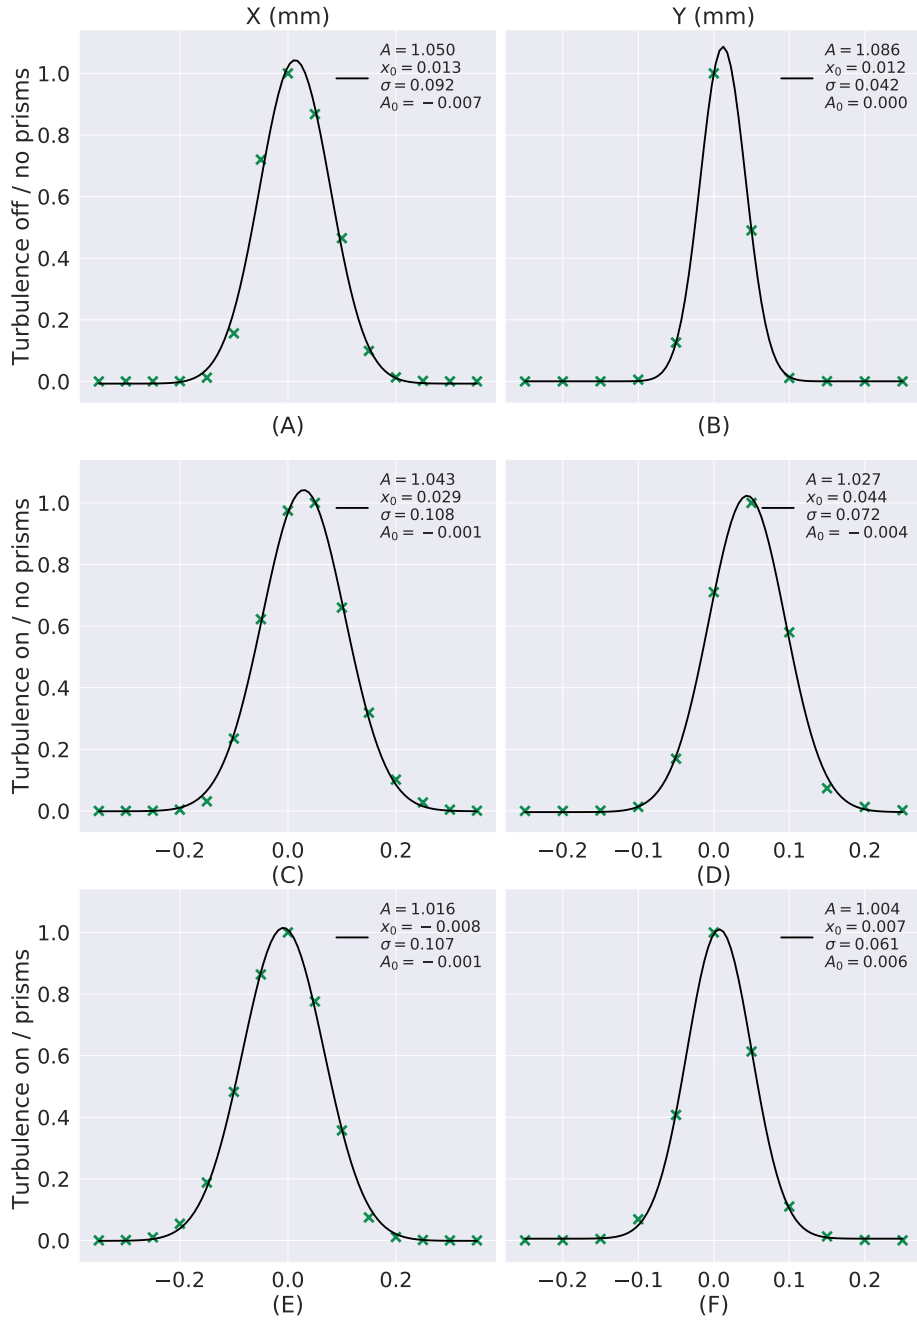 X (mm)
Y (mm)
Turbulence off / no prisms
1.0
0.8
0.6
0.4
0.2
0.0
A = 1.050
x₀ = 0.013
σ = 0.092
A₀ = −0.007
(A)
A = 1.086
x₀ = 0.012
σ = 0.042
A₀ = 0.000
(B)
Turbulence on / no prisms
1.0
0.8
0.6
0.4
0.2
0.0
A = 1.043
x₀ = 0.029
σ = 0.108
A₀ = −0.001
−0.2
0.0
0.2
(C)
A = 1.027
x₀ = 0.044
σ = 0.072
A₀ = −0.004
−0.2
−0.1
0.0
0.1
0.2
(D)
Turbulence on / prisms
1.0
0.8
0.6
0.4
0.2
0.0
A = 1.016
x₀ = −0.008
σ = 0.107
A₀ = −0.001
−0.2
0.0
0.2
(E)
A = 1.004
x₀ = 0.007
σ = 0.061
A₀ = 0.006
−0.2
−0.1
0.0
0.1
0.2
(F)